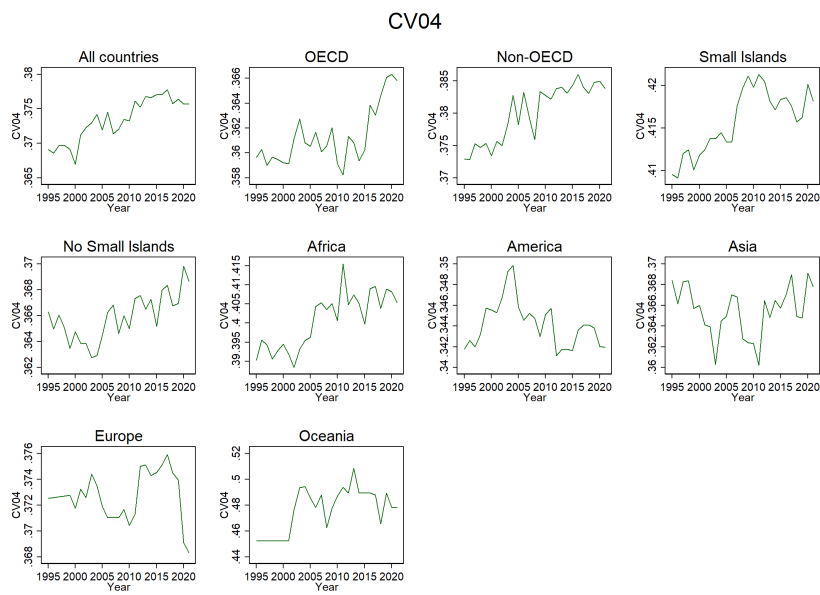 CV04
All countries
CV04
.365 .37 .375 .38
1995 2000 2005 2010 2015 2020
Year
OECD
CV04
.358 .36 .362 .364 .366
1995 2000 2005 2010 2015 2020
Year
Non-OECD
CV04
.37 .375 .38 .385
1995 2000 2005 2010 2015 2020
Year
Small Islands
CV04
.41 .415 .42
1995 2000 2005 2010 2015 2020
Year
No Small Islands
CV04
.362 .364 .366 .368 .37
1995 2000 2005 2010 2015 2020
Year
Africa
CV04
.39 .395 .4 .405 .41 .415
1995 2000 2005 2010 2015 2020
Year
America
CV04
.34 .342 .344 .346 .348 .35
1995 2000 2005 2010 2015 2020
Year
Asia
CV04
.36 .362 .364 .366 .368 .37
1995 2000 2005 2010 2015 2020
Year
Europe
CV04
.368 .37 .372 .374 .376
1995 2000 2005 2010 2015 2020
Year
Oceania
CV04
.44 .46 .48 .5 .52
1995 2000 2005 2010 2015 2020
Year